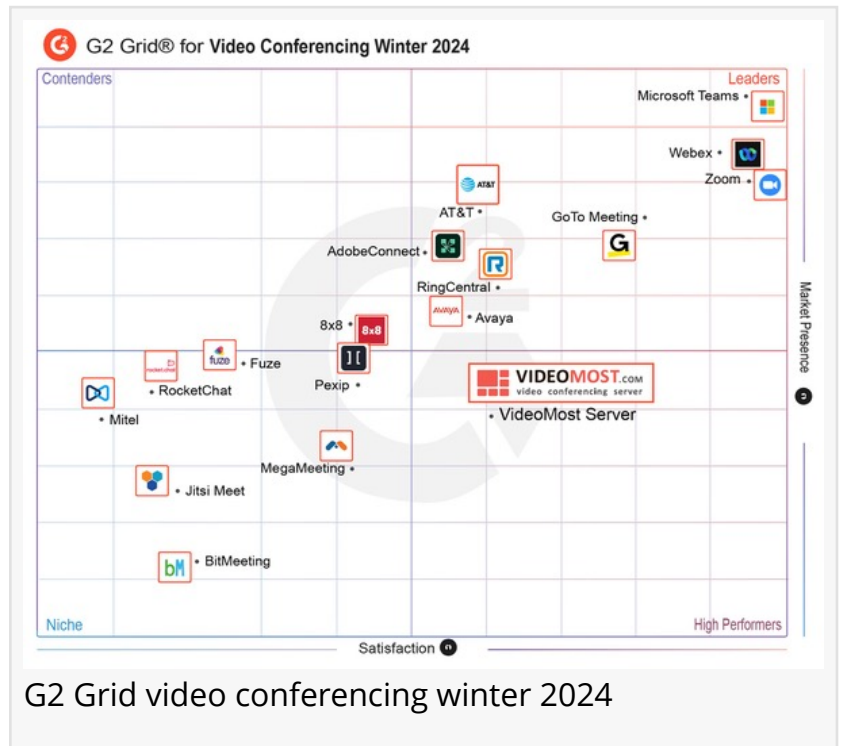 G2 Grid® for Video Conferencing Winter 2024
Contenders
Leaders
Microsoft Teams
Webex
Zoom
AT&T
AT&T
GoTo Meeting
G
AdobeConnect
R
RingCentral
AVAYA
Avaya
8x8
8x8
fuze
Fuze
Pexip
rocket.chat
RocketChat
Mitel
VIDEOMOST.COM
video conferencing server
VideoMost Server
MegaMeeting
Jitsi Meet
bM
BitMeeting
Market Presence
Niche
High Performers
Satisfaction
G2 Grid video conferencing winter 2024